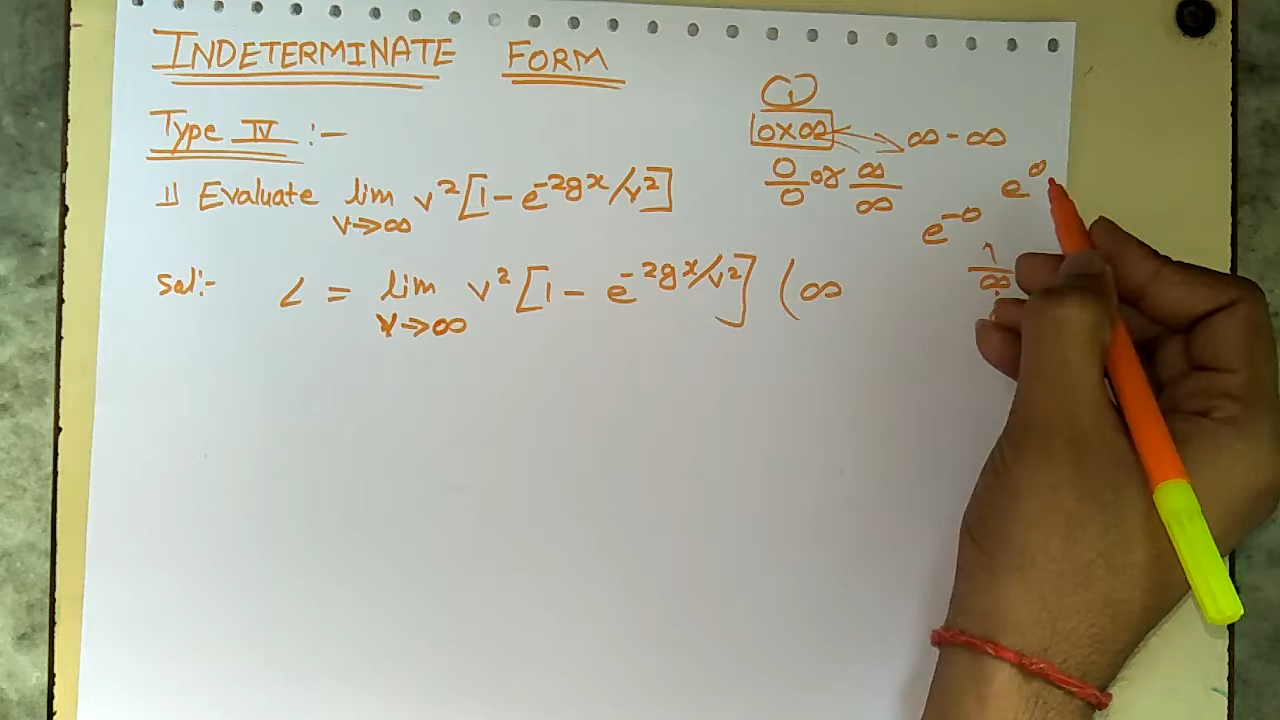 INDETERMINATE FORM
Type IV :-
1) Evaluate lim v→∞ v²[1 - e^{-2gx/v²}]
0×∞
∞ - ∞
0/0 or ∞/∞
e^{-0}
1/∞
Sol:- L = lim v→∞ v²[1 - e^{-2gx/v²}] (∞